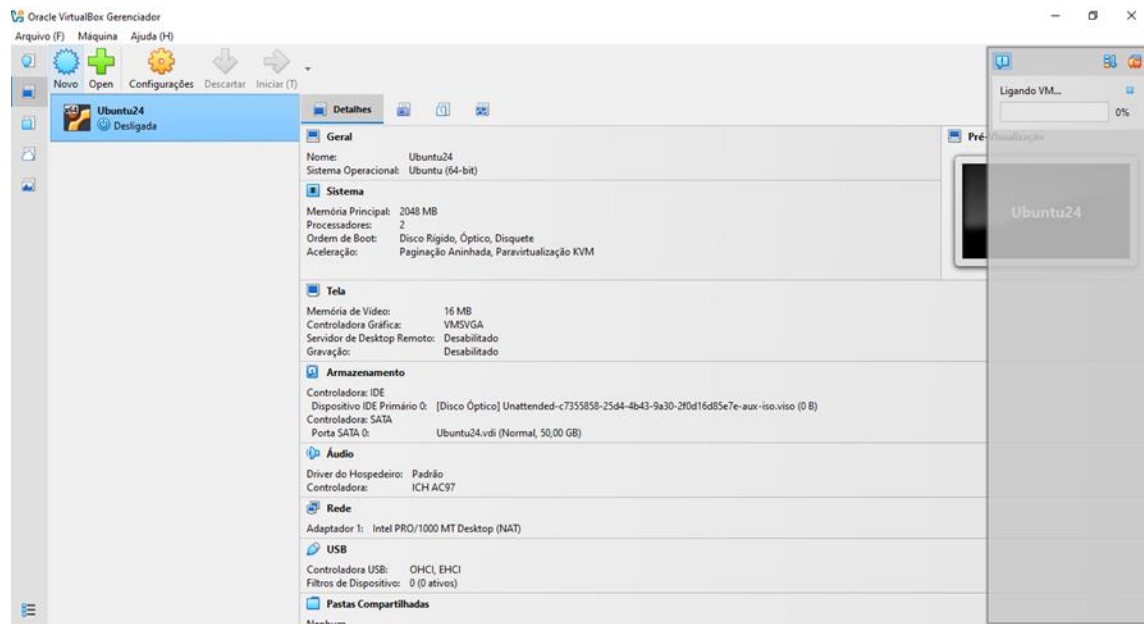 Oracle VirtualBox Gerenciador
Arquivo (F) Máquina Ajuda (H)
Novo Open Configurações Descartar Iniciar (T)
Ubuntu24
Desligada
Detalhes
Geral
Nome: Ubuntu24
Sistema Operacional: Ubuntu (64-bit)
Sistema
Memória Principal: 2048 MB
Processadores: 2
Ordem de Boot: Disco Rígido, Óptico, Disquete
Aceleração: Paginação Aninhada, Paravirtualização KVM
Tela
Memória de Vídeo: 16 MB
Controladora Gráfica: VMSVGA
Servidor de Desktop Remoto: Desabilitado
Gravação: Desabilitado
Armazenamento
Controladora: IDE
Dispositivo IDE Primário 0: [Disco Óptico] Unattended-c7355858-25d4-4b43-9a30-2f0d16d85e7e-aux-iso.viso (0 B)
Controladora: SATA
Porta SATA 0: Ubuntu24.vdi (Normal, 50,00 GB)
Áudio
Driver do Hospedeiro: Padrão
Controladora: ICH AC97
Rede
Adaptador 1: Intel PRO/1000 MT Desktop (NAT)
USB
Controladora USB: OHCI, EHCI
Filtros de Dispositivo: 0 (0 ativos)
Pastas Compartilhadas
Nenhum
Ligando VM...
0%
Pré-Visualização
Ubuntu24